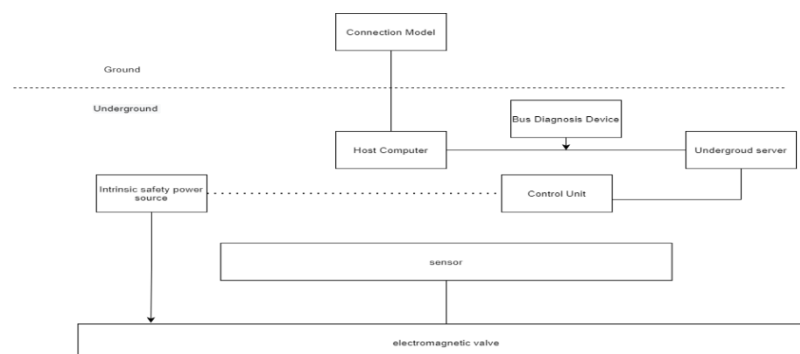 Connection Model
Ground
Underground
Bus Diagnosis Device
Host Computer
Undergroud server
Intrinsic safety power
source
Control Unit
sensor
electromagnetic valve